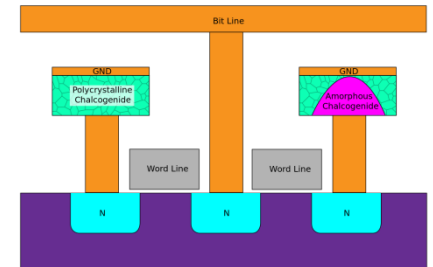 Bit Line
GND
GND
Polycrystalline
Chalcogenide
Amorphous
Chalcogenide
Word Line
Word Line
N
N
N